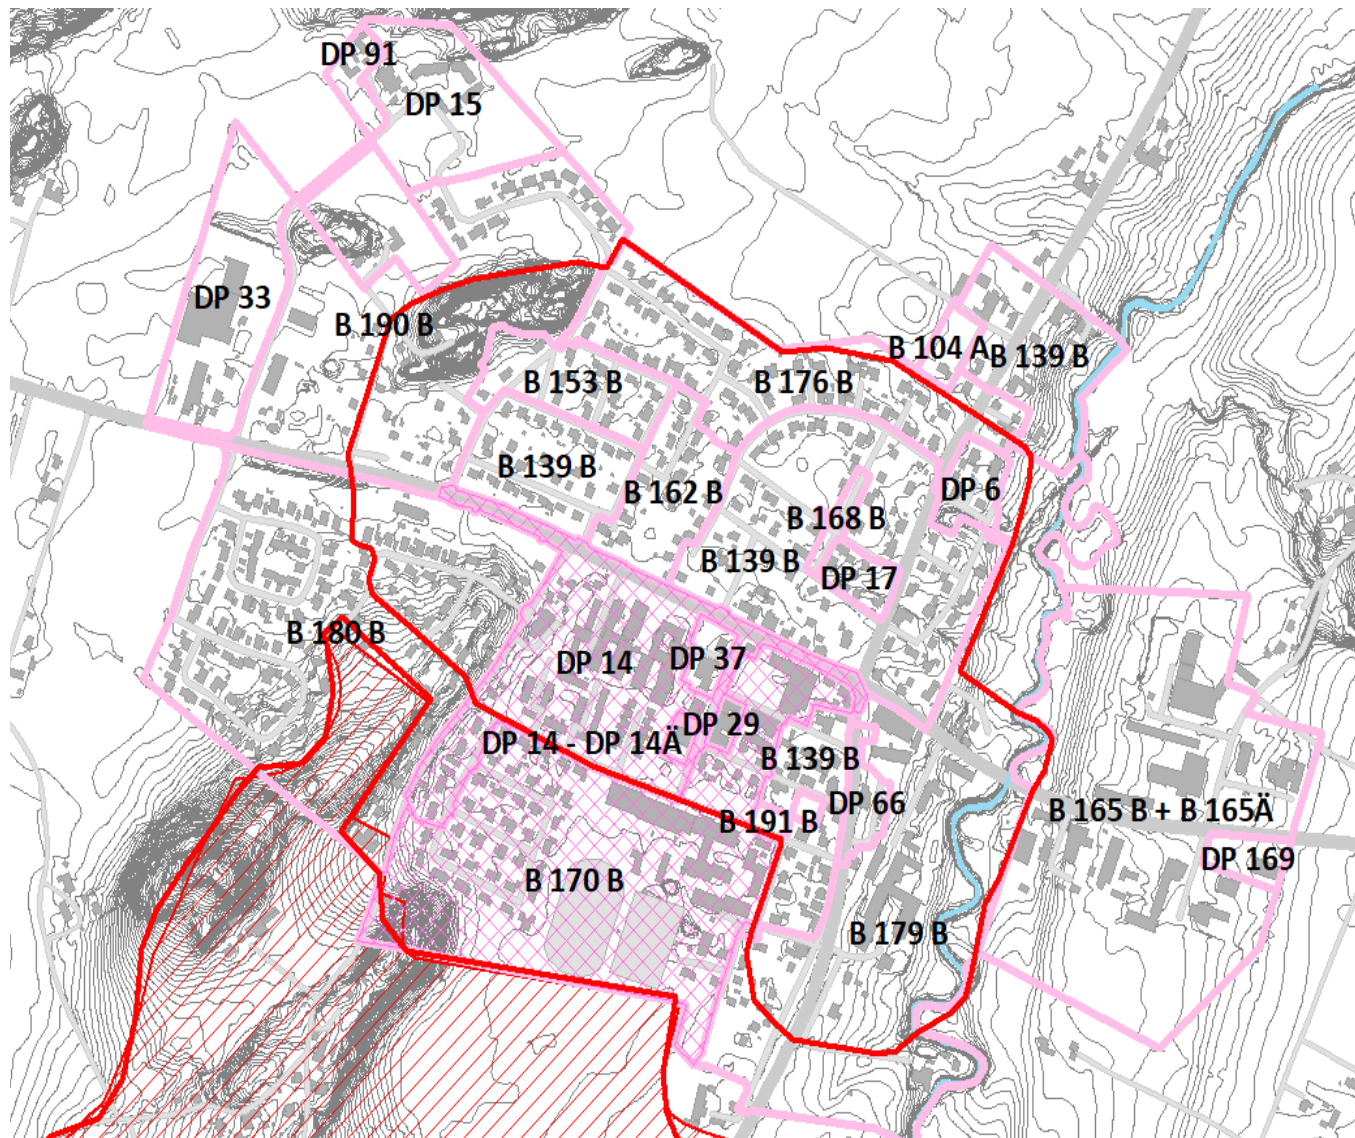 DP 91
DP 15
DP 33
B 190 B
B 104 A
B 139 B
B 153 B
B 176 B
B 139 B
B 162 B
DP 6
B 168 B
B 139 B
DP 17
B 180 B
DP 14
DP 37
DP 29
DP 14 - DP 14Ä
B 139 B
DP 66
B 191 B
B 165 B + B 165Ä
DP 169
B 170 B
B 179 B